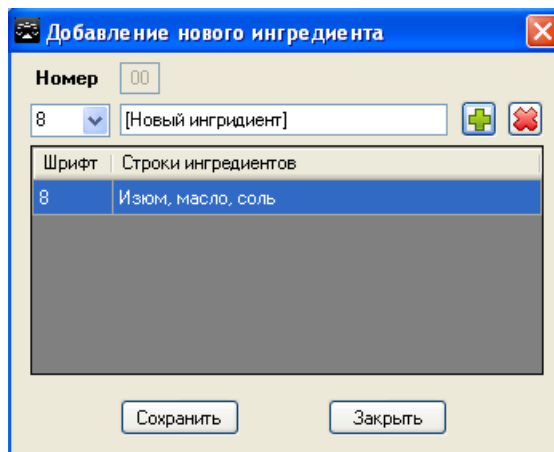 Добавление нового ингредиента
Номер 00
8 [Новый ингридиент]
Шрифт Строки ингредиентов
8 Изюм, масло, соль
Сохранить Закрыть